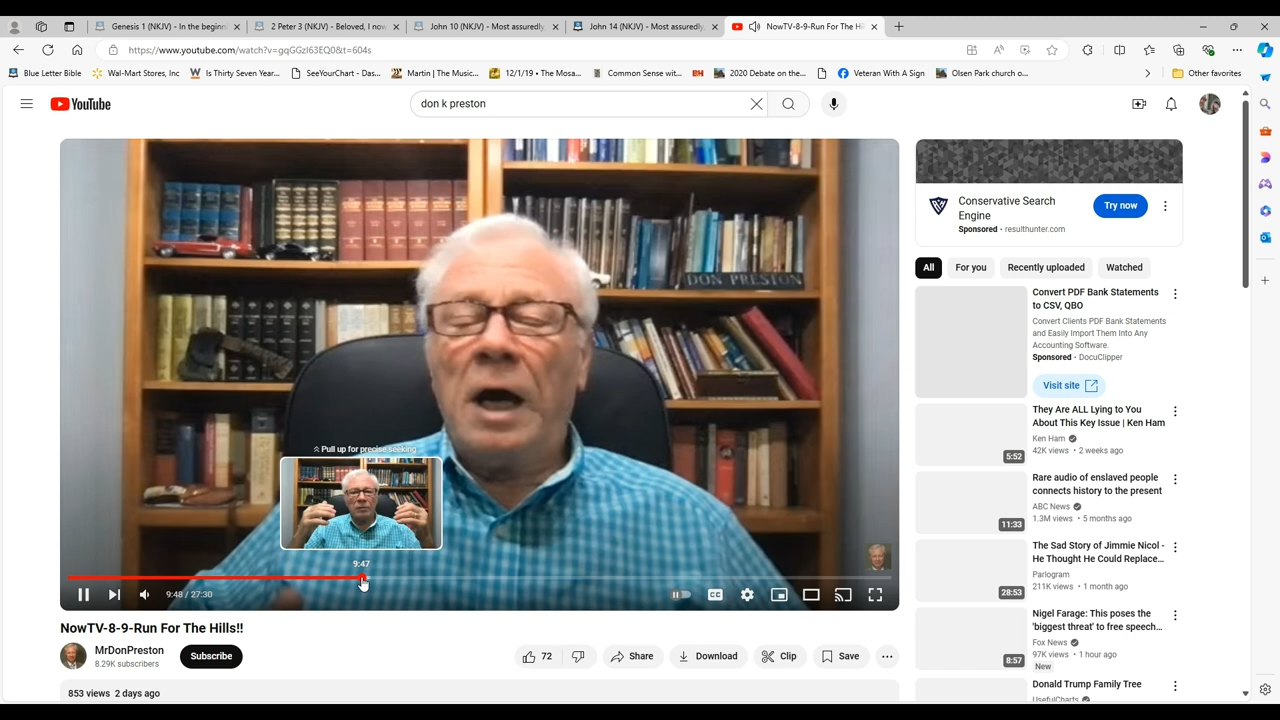 Genesis 1 (NKJV) - In the beginn
2 Peter 3 (NKJV) - Beloved, I now
John 10 (NKJV) - Most assuredly
John 14 (NKJV) - Most assuredly
NowTV-8-9-Run For The Hi
https://www.youtube.com/watch?v=gqGGzI63EQ0&t=604s
Blue Letter Bible
Wal-Mart Stores, Inc
Is Thirty Seven Year...
SeeYourChart - Das...
Martin | The Music...
12/1/19 • The Mosa...
Common Sense wit...
2020 Debate on the...
Veteran With A Sign
Olsen Park church o...
Other favorites
YouTube
don k preston
DON PRESTON
Pull up for precise seeking
9:47
9:48 / 27:30
NowTV-8-9-Run For The Hills!!
MrDonPreston
8.29K subscribers
Subscribe
72
Share
Download
Clip
Save
853 views 2 days ago
Conservative Search
Engine
Sponsored • resulthunter.com
Try now
All
For you
Recently uploaded
Watched
Convert PDF Bank Statements
to CSV, QBO
Convert Clients PDF Bank Statements
and Easily Import Them Into Any
Accounting Software.
Sponsored • DocuClipper
Visit site
They Are ALL Lying to You
About This Key Issue | Ken Ham
Ken Ham
42K views • 2 weeks ago
5:52
Rare audio of enslaved people
connects history to the present
ABC News
1.3M views • 5 months ago
11:33
The Sad Story of Jimmie Nicol -
He Thought He Could Replace...
Parlogram
211K views • 1 month ago
28:53
Nigel Farage: This poses the
'biggest threat' to free speech...
Fox News
97K views • 1 hour ago
8:57
New
Donald Trump Family Tree
UsefulCharts